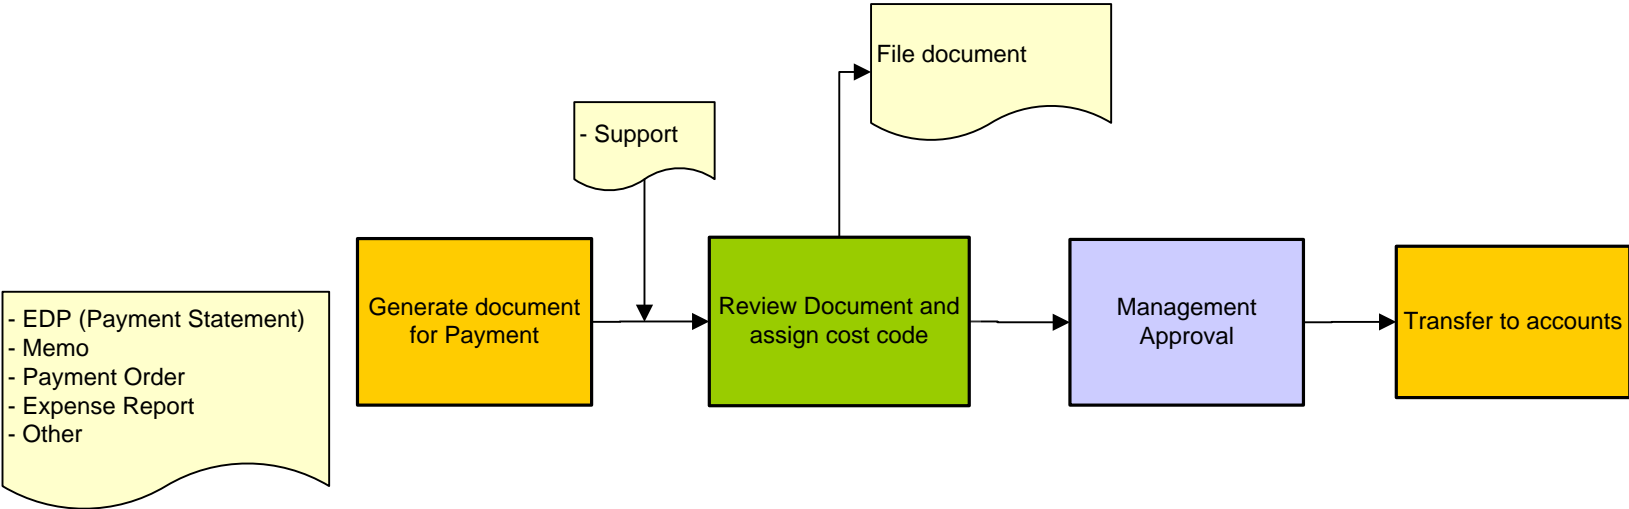 File document
- Support
- EDP (Payment Statement)
- Memo
- Payment Order
- Expense Report
- Other
Generate document
for Payment
Review Document and
assign cost code
Management
Approval
Transfer to accounts